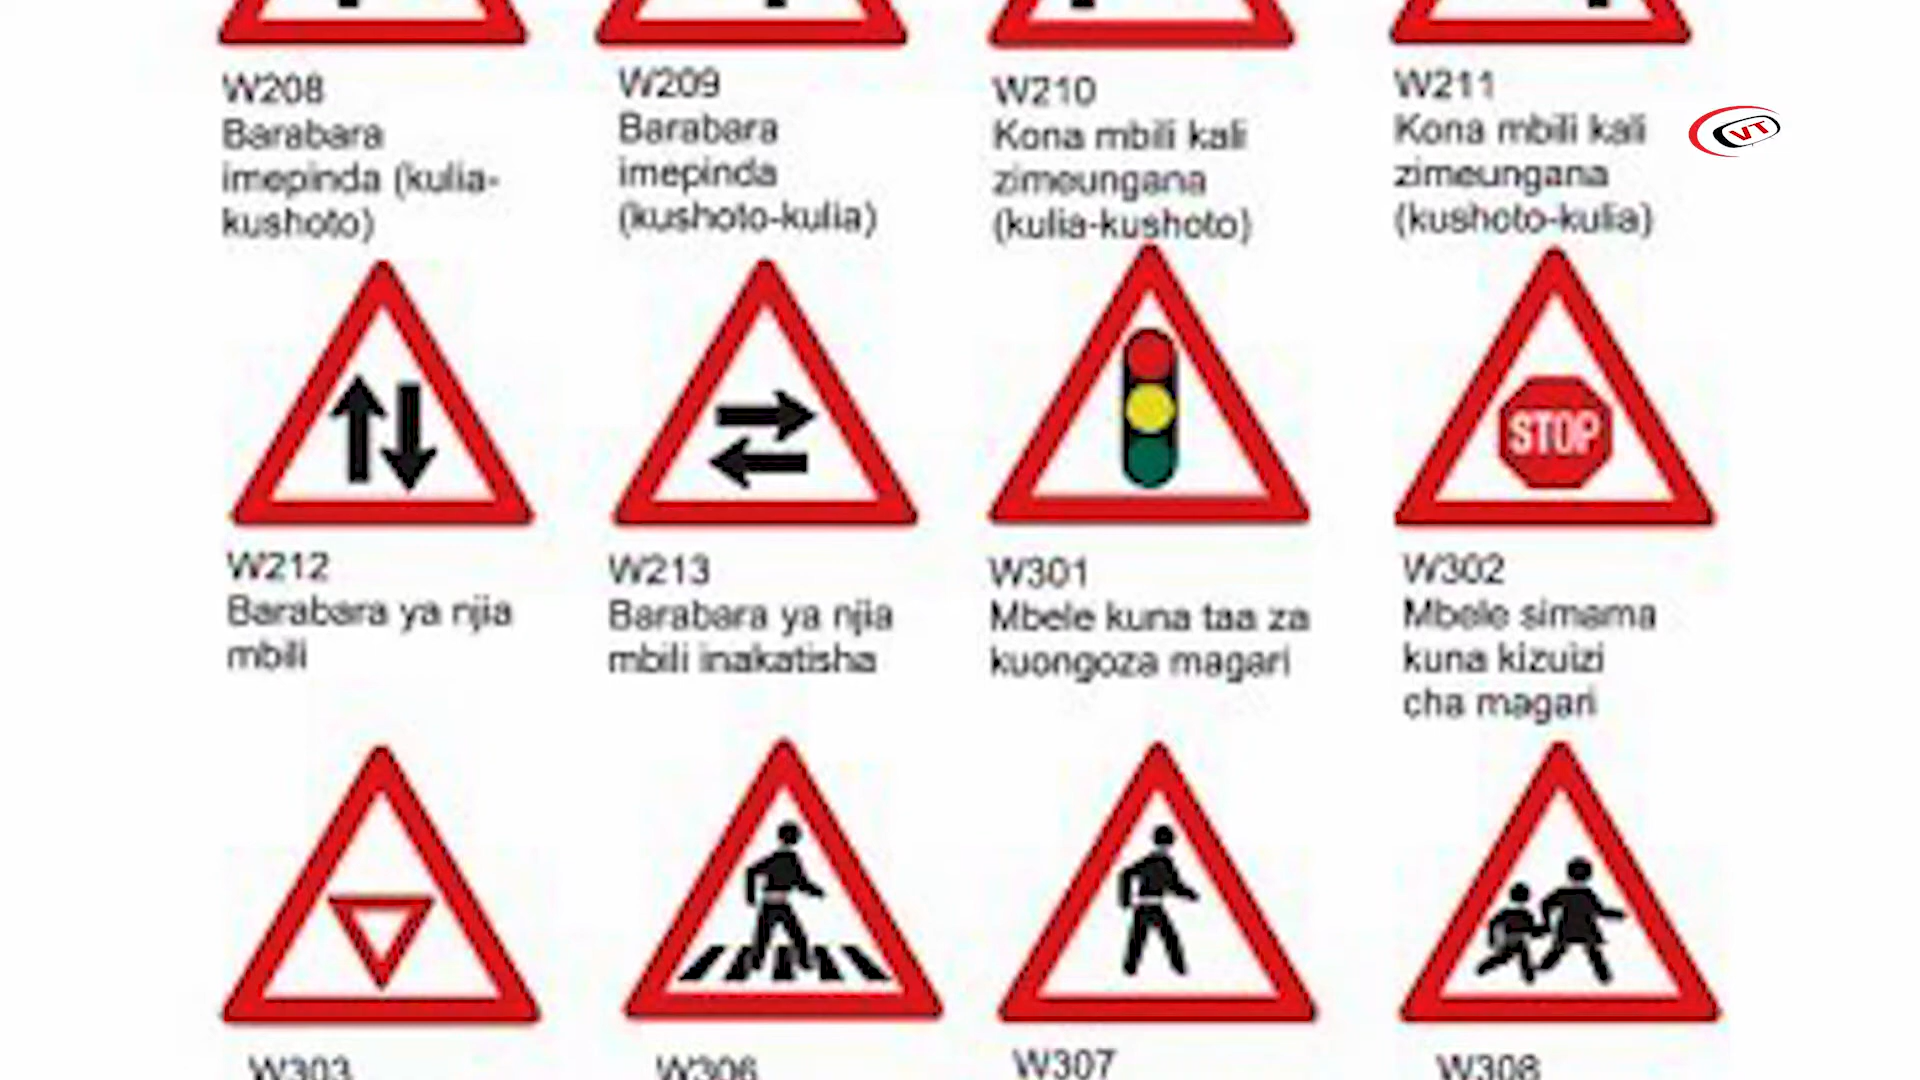 W208
Barabara
imepinda (kulia-
kushoto)
W209
Barabara
imepinda
(kushoto-kulia)
W210
Kona mbili kali
zimeungana
(kulia-kushoto)
W211
Kona mbili kali
zimeungana
(kushoto-kulia)
VT
STOP
W212
Barabara ya njia
mbili
W213
Barabara ya njia
mbili inakatisha
W301
Mbele kuna taa za
kuongoza magari
W302
Mbele simama
kuna kizuizi
cha magari
W303
W306
W307
W308